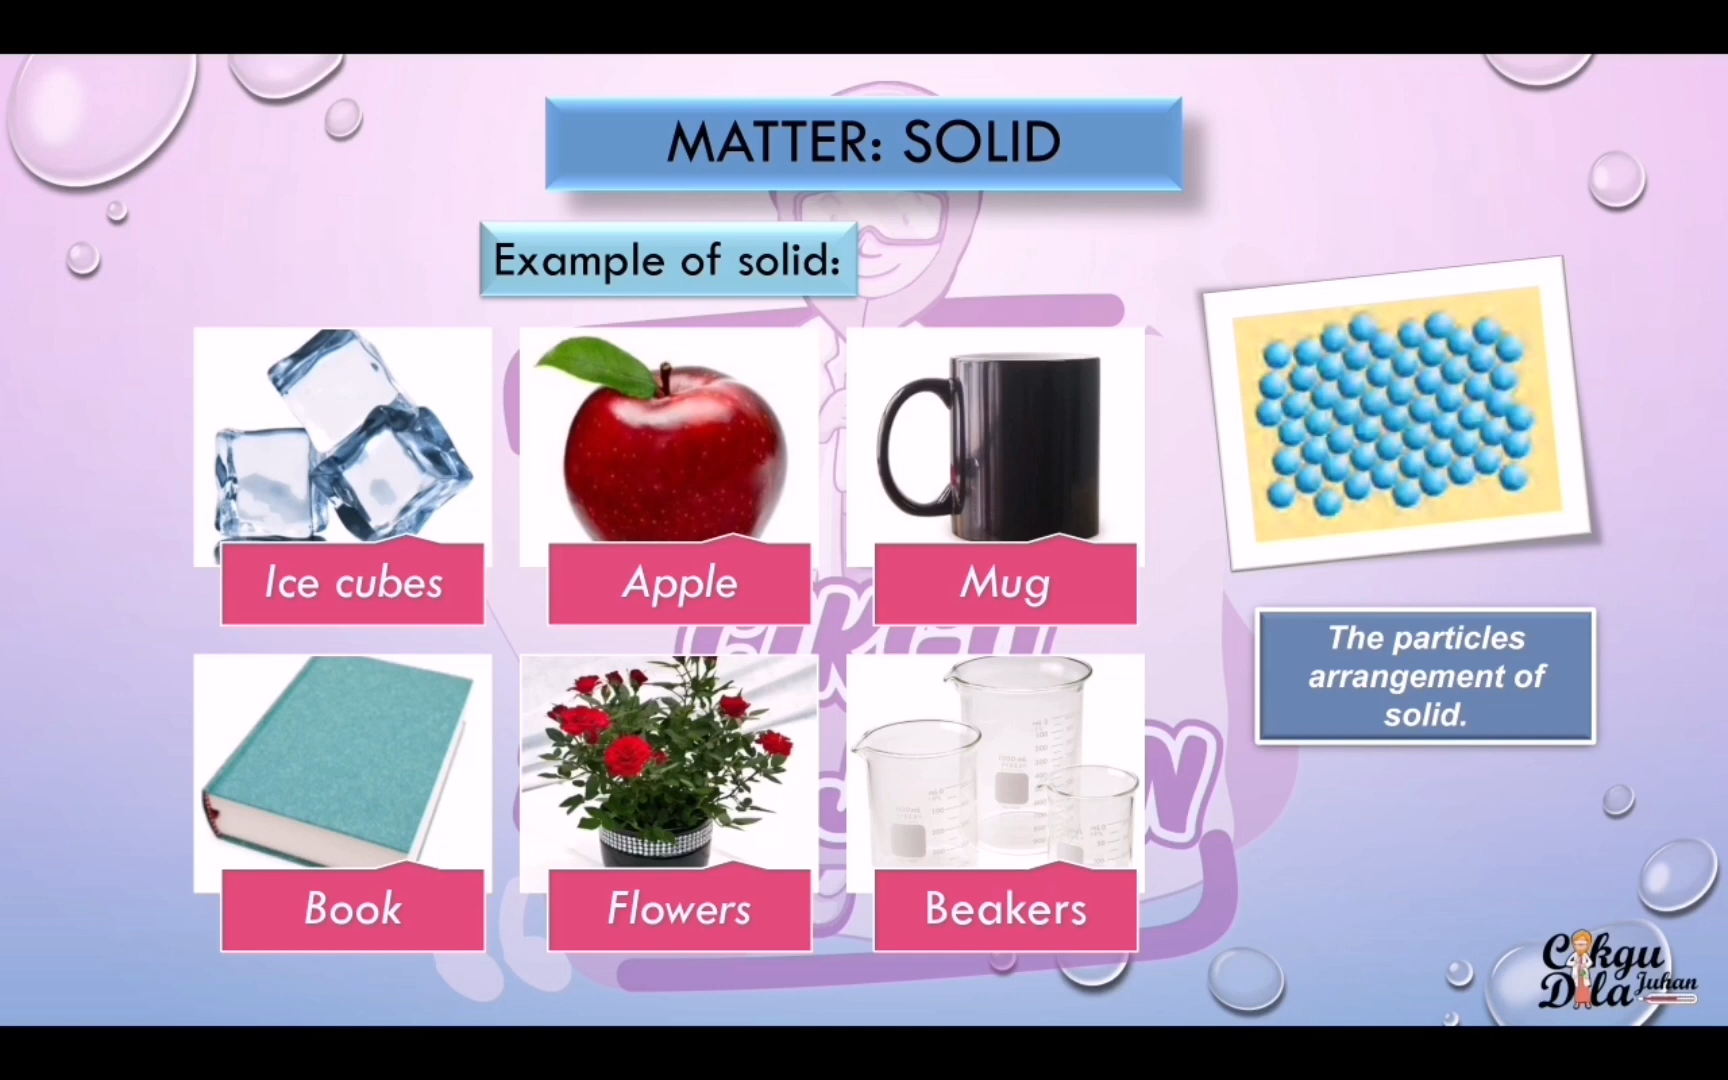 MATTER: SOLID
Example of solid:
Ice cubes
Apple
Mug
The particles
arrangement of
solid.
Book
Flowers
Beakers
Cikgu
Dila Juhan